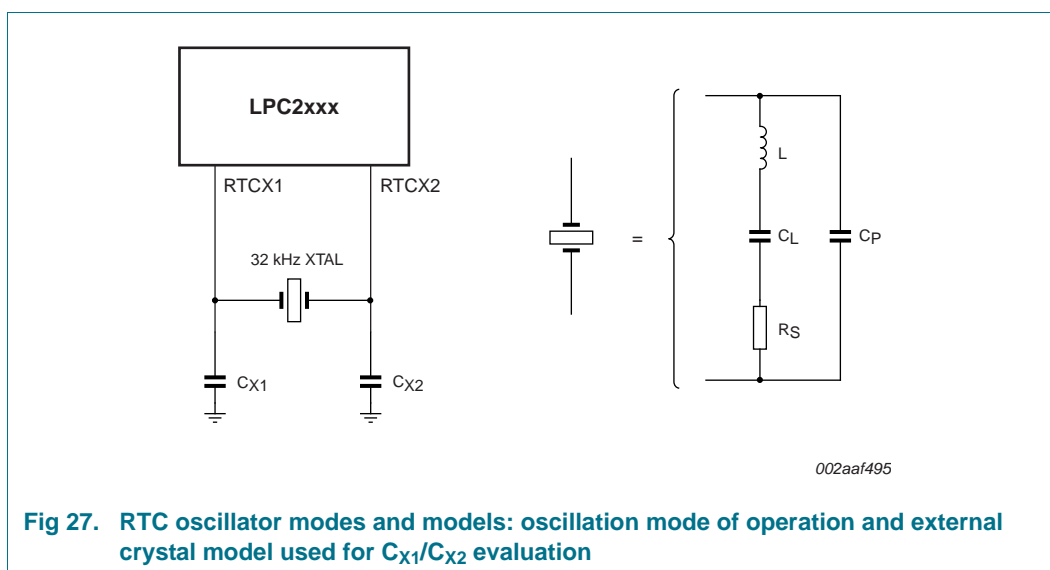 LPC2xxx
RTCX1
RTCX2
32 kHz XTAL
CX1
CX2
=
L
CL
CP
RS
002aaf495
Fig 27. RTC oscillator modes and models: oscillation mode of operation and external
crystal model used for CX1/CX2 evaluation